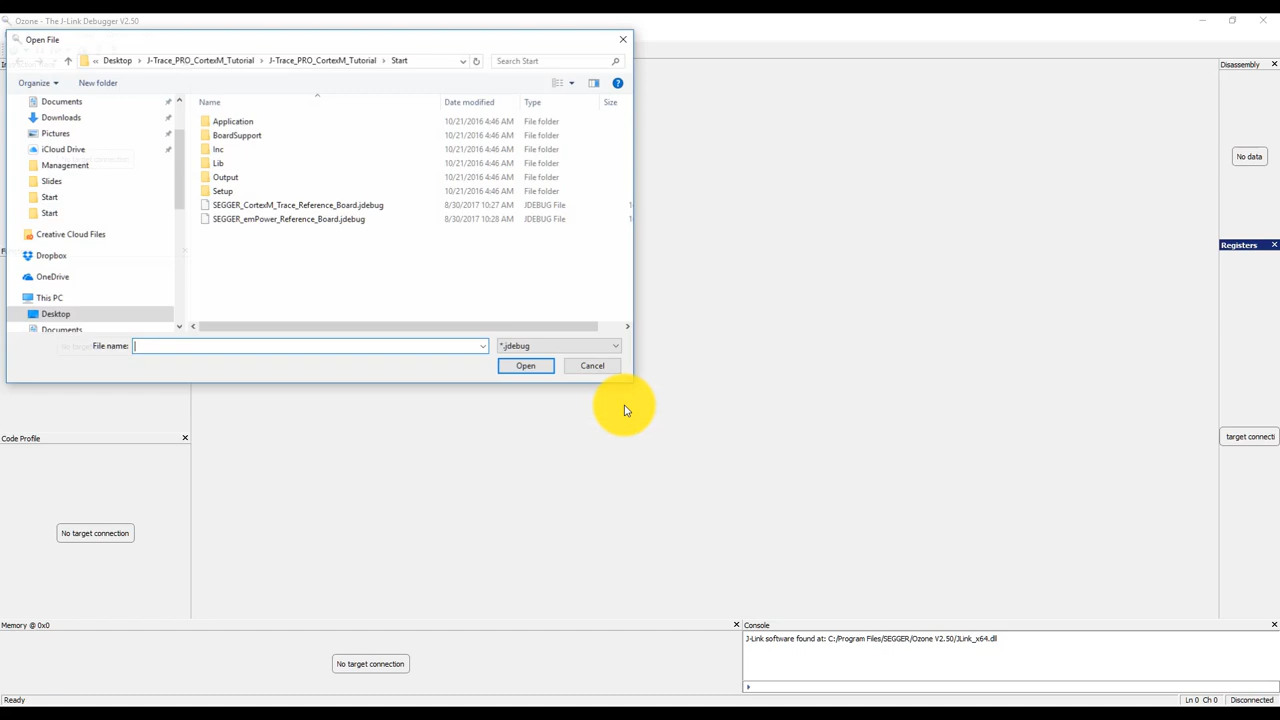 Ozone - The J-Link Debugger V2.50
Open File
« Desktop › J-Trace_PRO_CortexM_Tutorial › J-Trace_PRO_CortexM_Tutorial › Start
Search Start
Organize
New folder
Documents
Downloads
Pictures
iCloud Drive
Management
Slides
Start
Start
Creative Cloud Files
Dropbox
OneDrive
This PC
Desktop
Documents
Name Date modified Type Size
Application 10/21/2016 4:46 AM File folder
BoardSupport 10/21/2016 4:46 AM File folder
Inc 10/21/2016 4:46 AM File folder
Lib 10/21/2016 4:46 AM File folder
Output 10/21/2016 4:46 AM File folder
Setup 10/21/2016 4:46 AM File folder
SEGGER_CortexM_Trace_Reference_Board.jdebug 8/30/2017 10:27 AM JDEBUG File
SEGGER_emPower_Reference_Board.jdebug 8/30/2017 10:28 AM JDEBUG File
File name:
*.jdebug
Open
Cancel
Disassembly
No data
Registers
target connecti
Code Profile
No target connection
Memory @ 0x0
No target connection
Console
J-Link software found at: C:/Program Files/SEGGER/Ozone V2.50/JLink_x64.dll
Ready
Ln 0 Ch 0
Disconnected